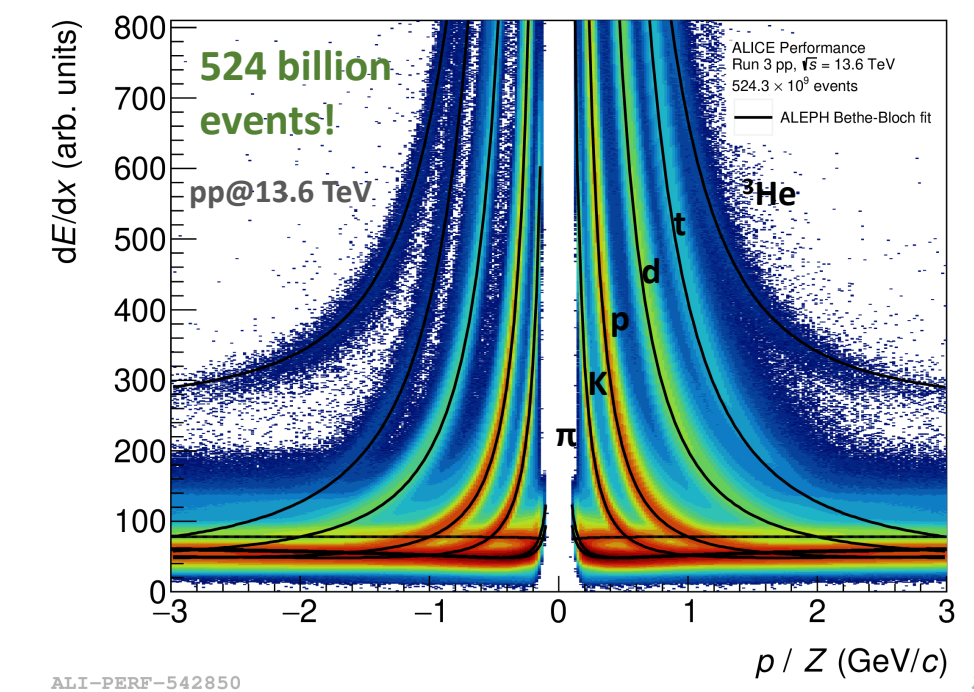 dE/dx (arb. units)
800
700
600
500
400
300
200
100
0
524 billion
events!
pp@13.6 TeV
ALICE Performance
Run 3 pp, √s = 13.6 TeV
524.3 × 10⁹ events
ALEPH Bethe-Bloch fit
³He
t
d
p
K
π
−3 −2 −1 0 1 2 3
p / Z (GeV/c)
ALI-PERF-542850